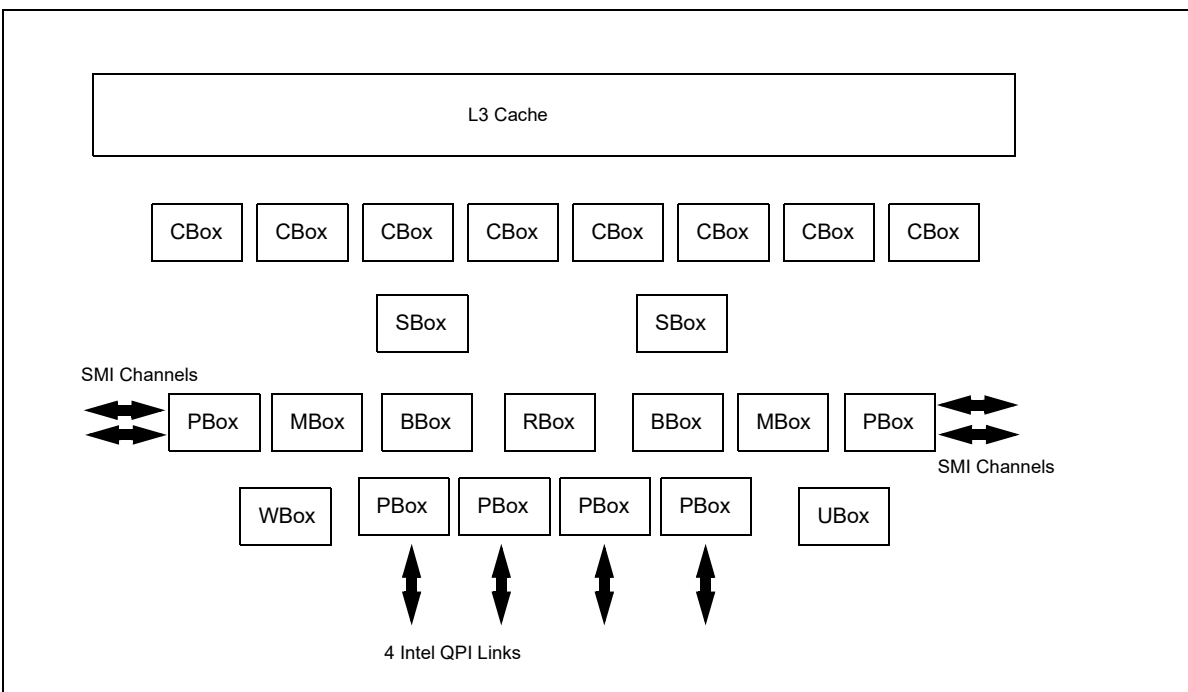 L3 Cache
CBox CBox CBox CBox CBox CBox CBox CBox
SBox SBox
SMI Channels
PBox MBox BBox RBox BBox MBox PBox
SMI Channels
WBox PBox PBox PBox PBox UBox
4 Intel QPI Links